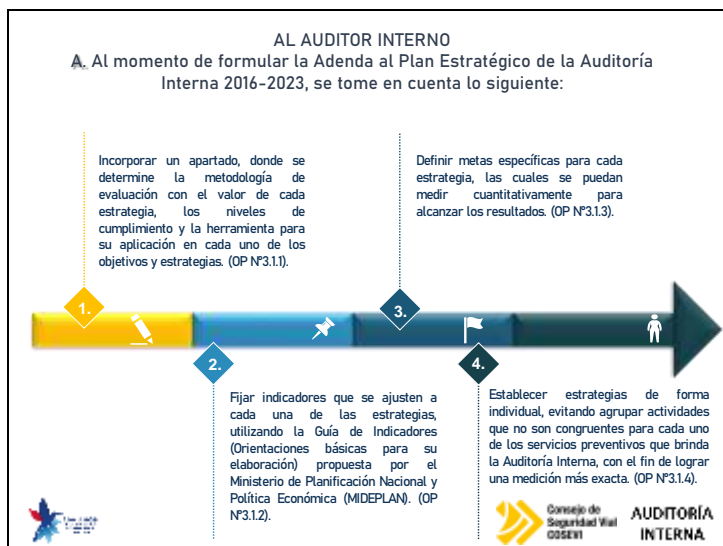 AL AUDITOR INTERNO
A. Al momento de formular la Adenda al Plan Estratégico de la Auditoría
Interna 2016-2023, se tome en cuenta lo siguiente:
Incorporar un apartado, donde se
determine la metodología de
evaluación con el valor de cada
estrategia, los niveles de
cumplimiento y la herramienta para
su aplicación en cada uno de los
objetivos y estrategias. (OP N°3.1.1).
Definir metas específicas para cada
estrategia, las cuales se puedan
medir cuantitativamente para
alcanzar los resultados. (OP N°3.1.3).
1.
3.
2.
4.
Fijar indicadores que se ajusten a
cada una de las estrategias,
utilizando la Guía de Indicadores
(Orientaciones básicas para su
elaboración) propuesta por el
Ministerio de Planificación Nacional y
Política Económica (MIDEPLAN). (OP
N°3.1.2).
Establecer estrategias de forma
individual, evitando agrupar actividades
que no son congruentes para cada uno
de los servicios preventivos que brinda
la Auditoría Interna, con el fin de lograr
una medición más exacta. (OP N°3.1.4).
Consejo de
Seguridad Vial
COSEVI
AUDITORÍA
INTERNA